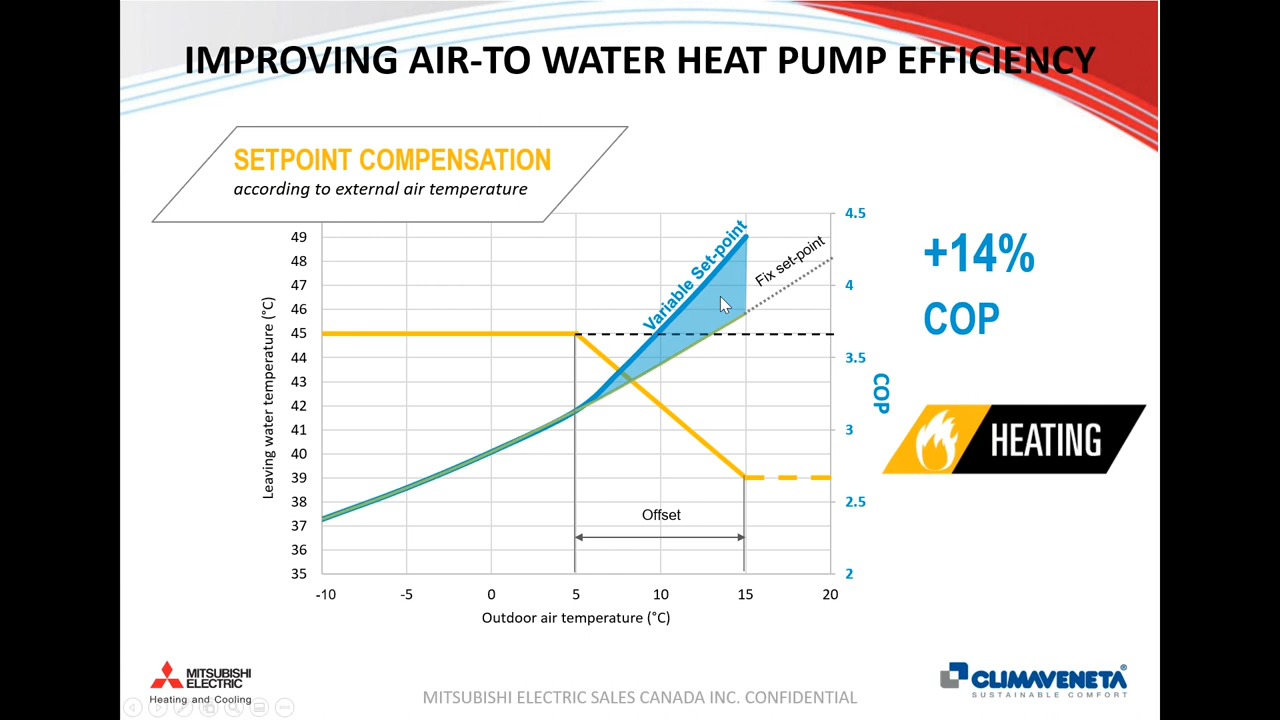 IMPROVING AIR-TO WATER HEAT PUMP EFFICIENCY
SETPOINT COMPENSATION
according to external air temperature
4.5
49
48
47
46
45
44
43
42
41
40
39
38
37
36
35
Leaving water temperature (°C)
Variable Set-point
Fix set-point
4
3.5
3
2.5
2
COP
Offset
-10
-5
0
5
10
15
20
Outdoor air temperature (°C)
+14%
COP
HEATING
MITSUBISHI
ELECTRIC
Heating and Cooling
MITSUBISHI ELECTRIC SALES CANADA INC. CONFIDENTIAL
CLIMAVENETA®
SUSTAINABLE COMFORT